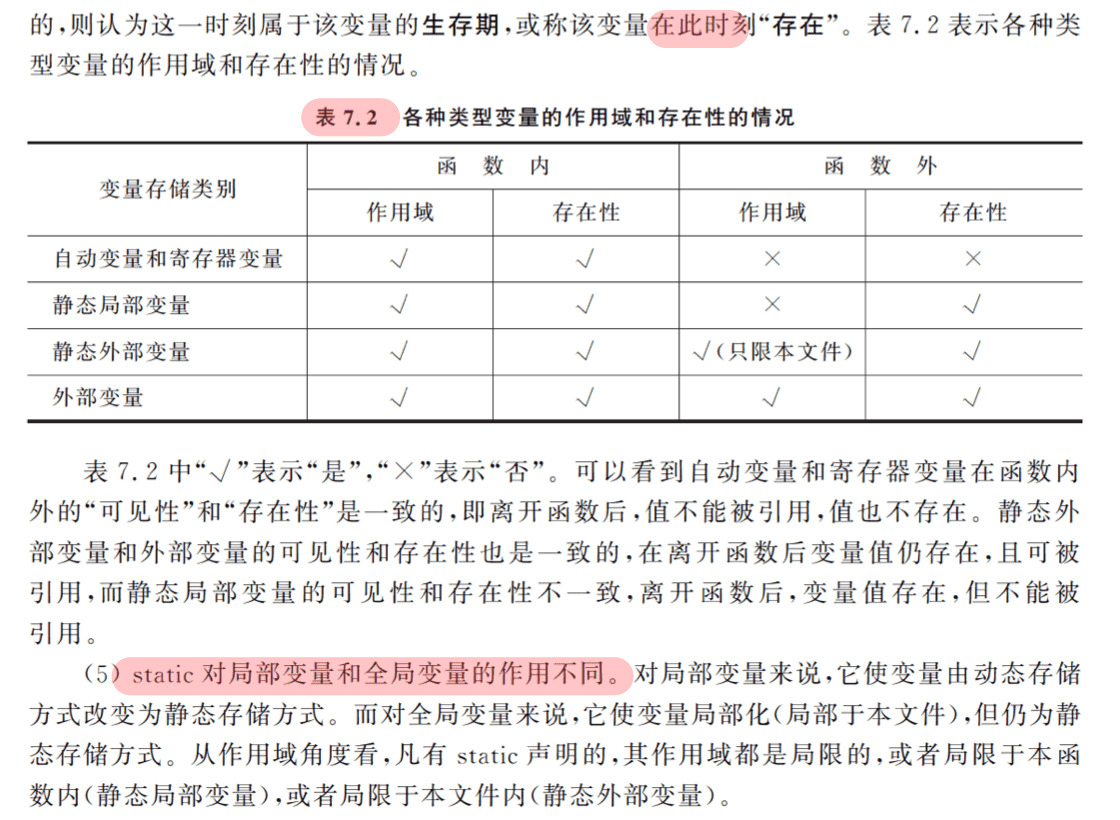 的,则认为这一时刻属于该变量的生存期,或称该变量在此时刻“存在”。表 7.2 表示各种类
型变量的作用域和存在性的情况。
表 7.2 各种类型变量的作用域和存在性的情况
变量存储类别 函 数 内 函 数 外
作用域 存在性 作用域 存在性
自动变量和寄存器变量 √ √ × ×
静态局部变量 √ √ × √
静态外部变量 √ √ √(只限本文件) √
外部变量 √ √ √ √
表 7.2 中“√”表示“是”,“×”表示“否”。可以看到自动变量和寄存器变量在函数内
外的“可见性”和“存在性”是一致的,即离开函数后,值不能被引用,值也不存在。静态外
部变量和外部变量的可见性和存在性也是一致的,在离开函数后变量值仍存在,且可被
引用,而静态局部变量的可见性和存在性不一致,离开函数后,变量值存在,但不能被
引用。
(5) static 对局部变量和全局变量的作用不同。对局部变量来说,它使变量由动态存储
方式改变为静态存储方式。而对全局变量来说,它使变量局部化(局部于本文件),但仍为静
态存储方式。从作用域角度看,凡有 static 声明的,其作用域都是局限的,或者局限于本函
数内(静态局部变量),或者局限于本文件内(静态外部变量)。